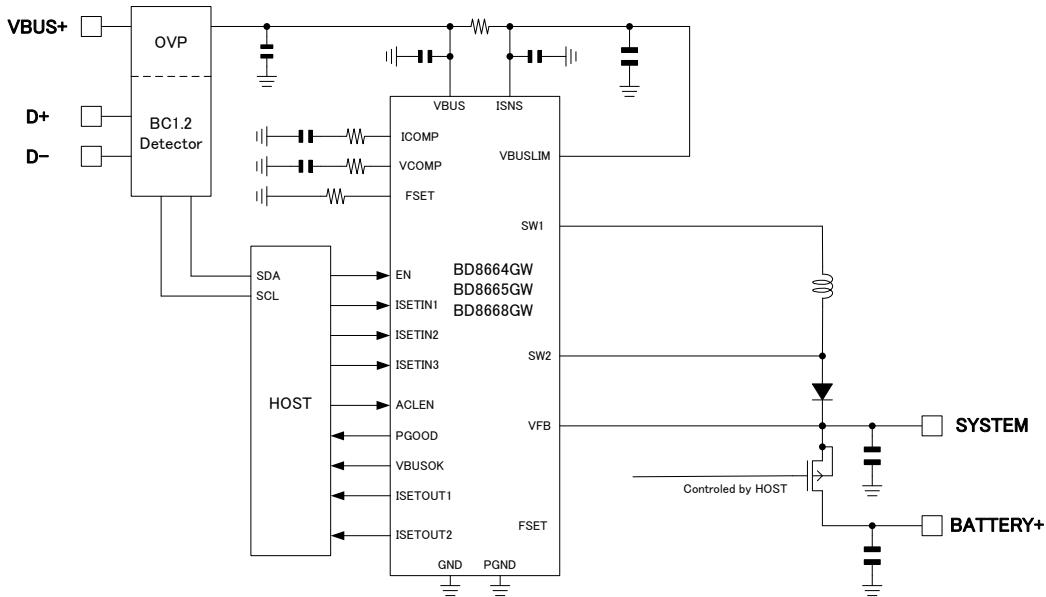 VBUS+
OVP
D+
BC1.2
Detector
D-
VBUS
ISNS
ICOMP
VCOMP
FSET
VBUSLIM
SW1
BD8664GW
BD8665GW
BD8668GW
SDA
SCL
HOST
EN
ISETIN1
ISETIN2
ISETIN3
ACLEN
PGOOD
VBUSOK
ISETOUT1
ISETOUT2
SW2
VFB
SYSTEM
Controled by HOST
FSET
BATTERY+
GND
PGND